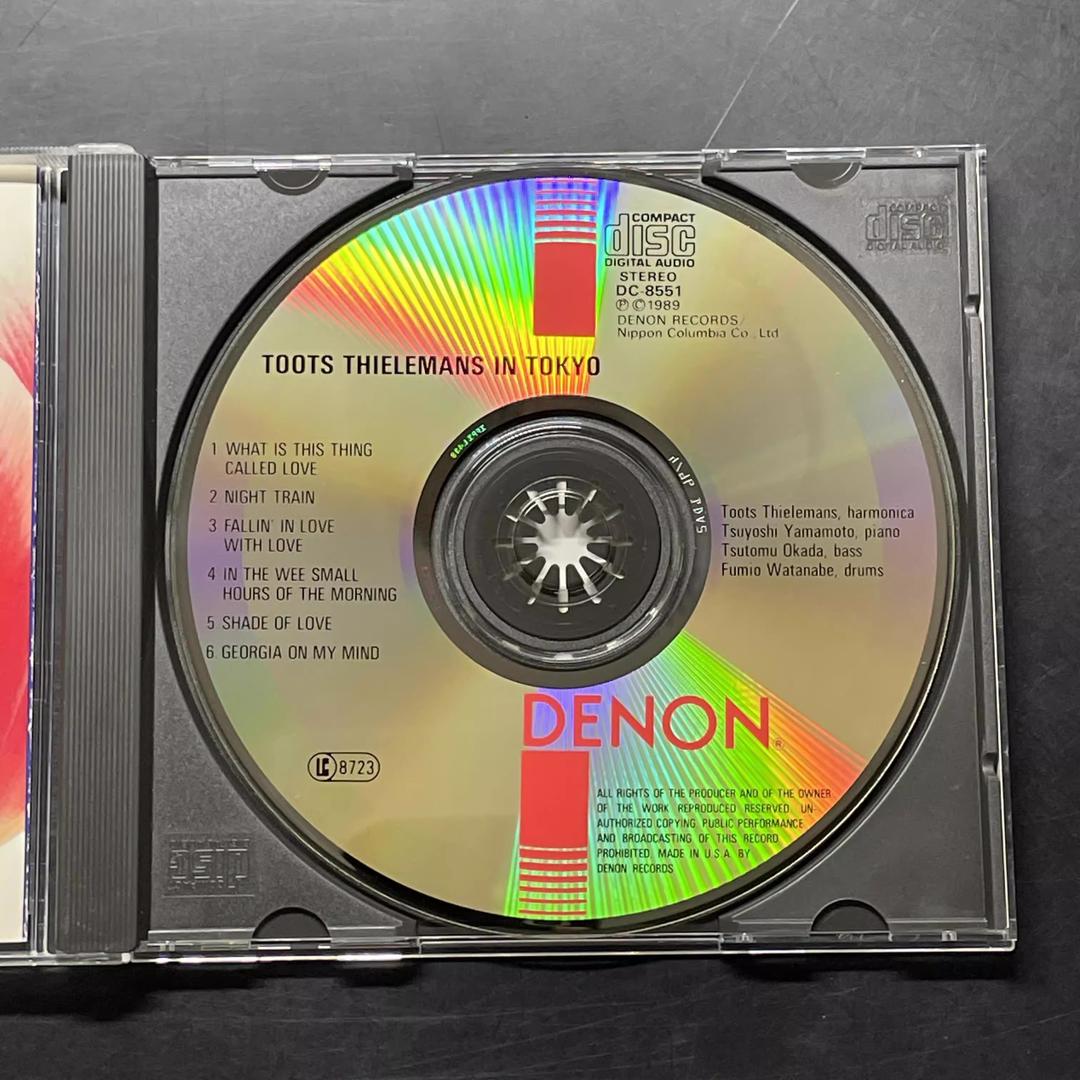 COMPACT
disc
DIGITAL AUDIO
STEREO
DC-8551
℗ ©1989
DENON RECORDS/
Nippon Columbia Co., Ltd
TOOTS THIELEMANS IN TOKYO
1 WHAT IS THIS THING
CALLED LOVE
2 NIGHT TRAIN
3 FALLIN' IN LOVE
WITH LOVE
4 IN THE WEE SMALL
HOURS OF THE MORNING
5 SHADE OF LOVE
6 GEORGIA ON MY MIND
Toots Thielemans, harmonica
Tsuyoshi Yamamoto, piano
Tsutomu Okada, bass
Fumio Watanabe, drums
DENON®
LC 8723
ALL RIGHTS OF THE PRODUCER AND OF THE OWNER
OF THE WORK REPRODUCED RESERVED. UN-
AUTHORIZED COPYING, PUBLIC PERFORMANCE
AND BROADCASTING OF THIS RECORD
PROHIBITED. MADE IN U.S.A. BY
DENON RECORDS
COMPACT
disc
DIGITAL AUDIO